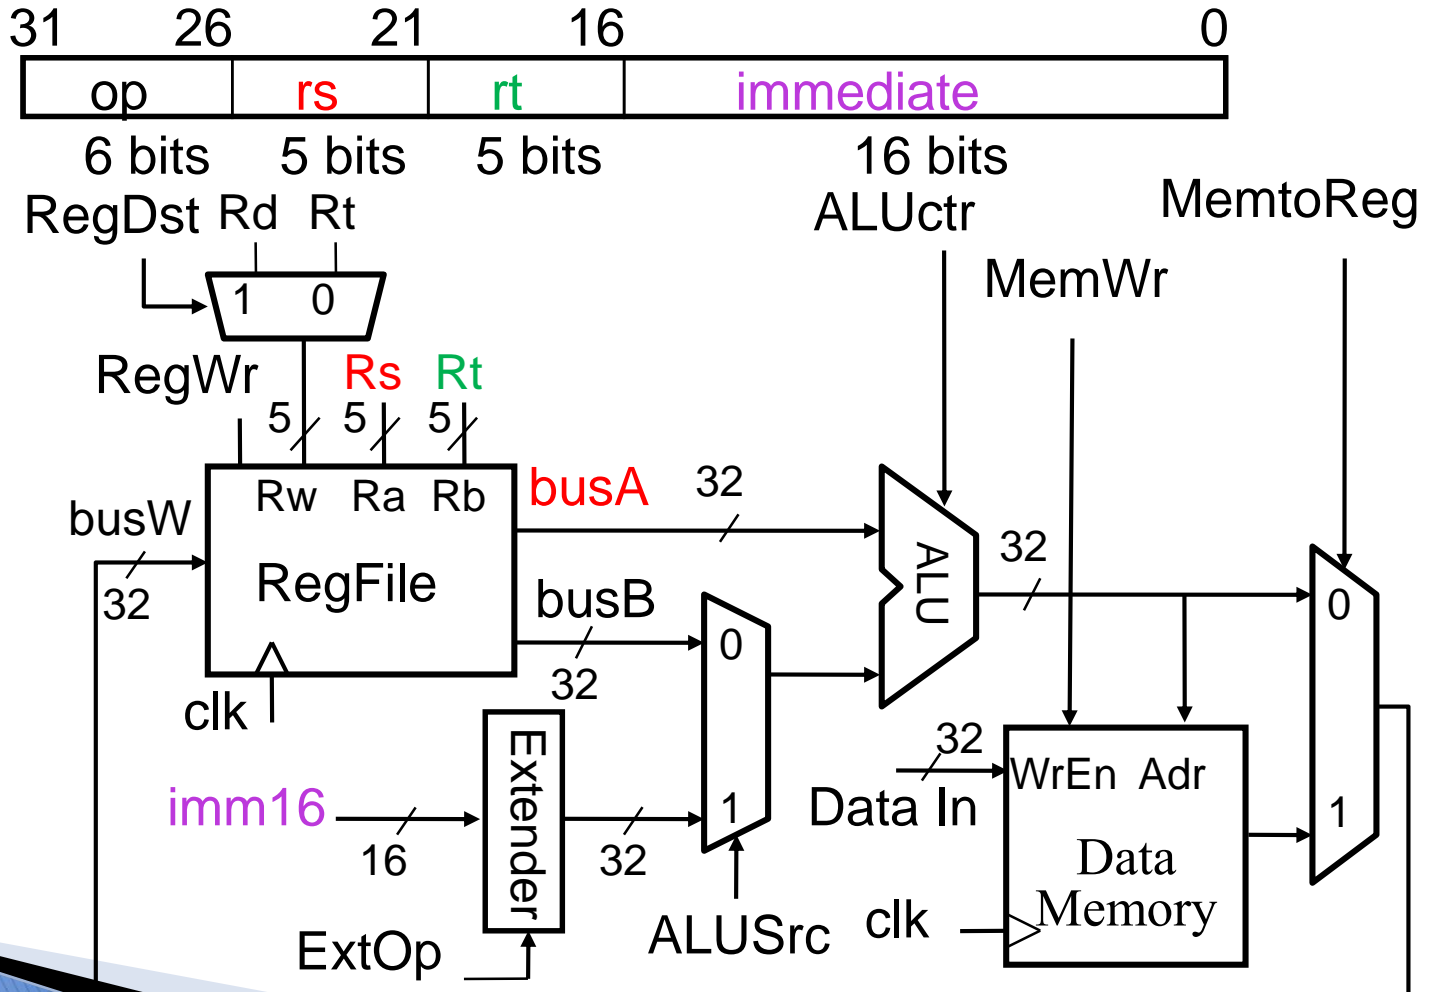 31 26 21 16 0
op rs rt immediate
6 bits 5 bits 5 bits 16 bits
RegDst Rd Rt ALUctr MemtoReg
MemWr
1 0
RegWr Rs Rt
5 5 5
Rw Ra Rb busA 32
busW
32 RegFile ALU 32
busB
0 0
32
clk
Extender
32
WrEn Adr
imm16 1 Data In 1
16 32 Data
Memory
clk
ExtOp ALUSrc